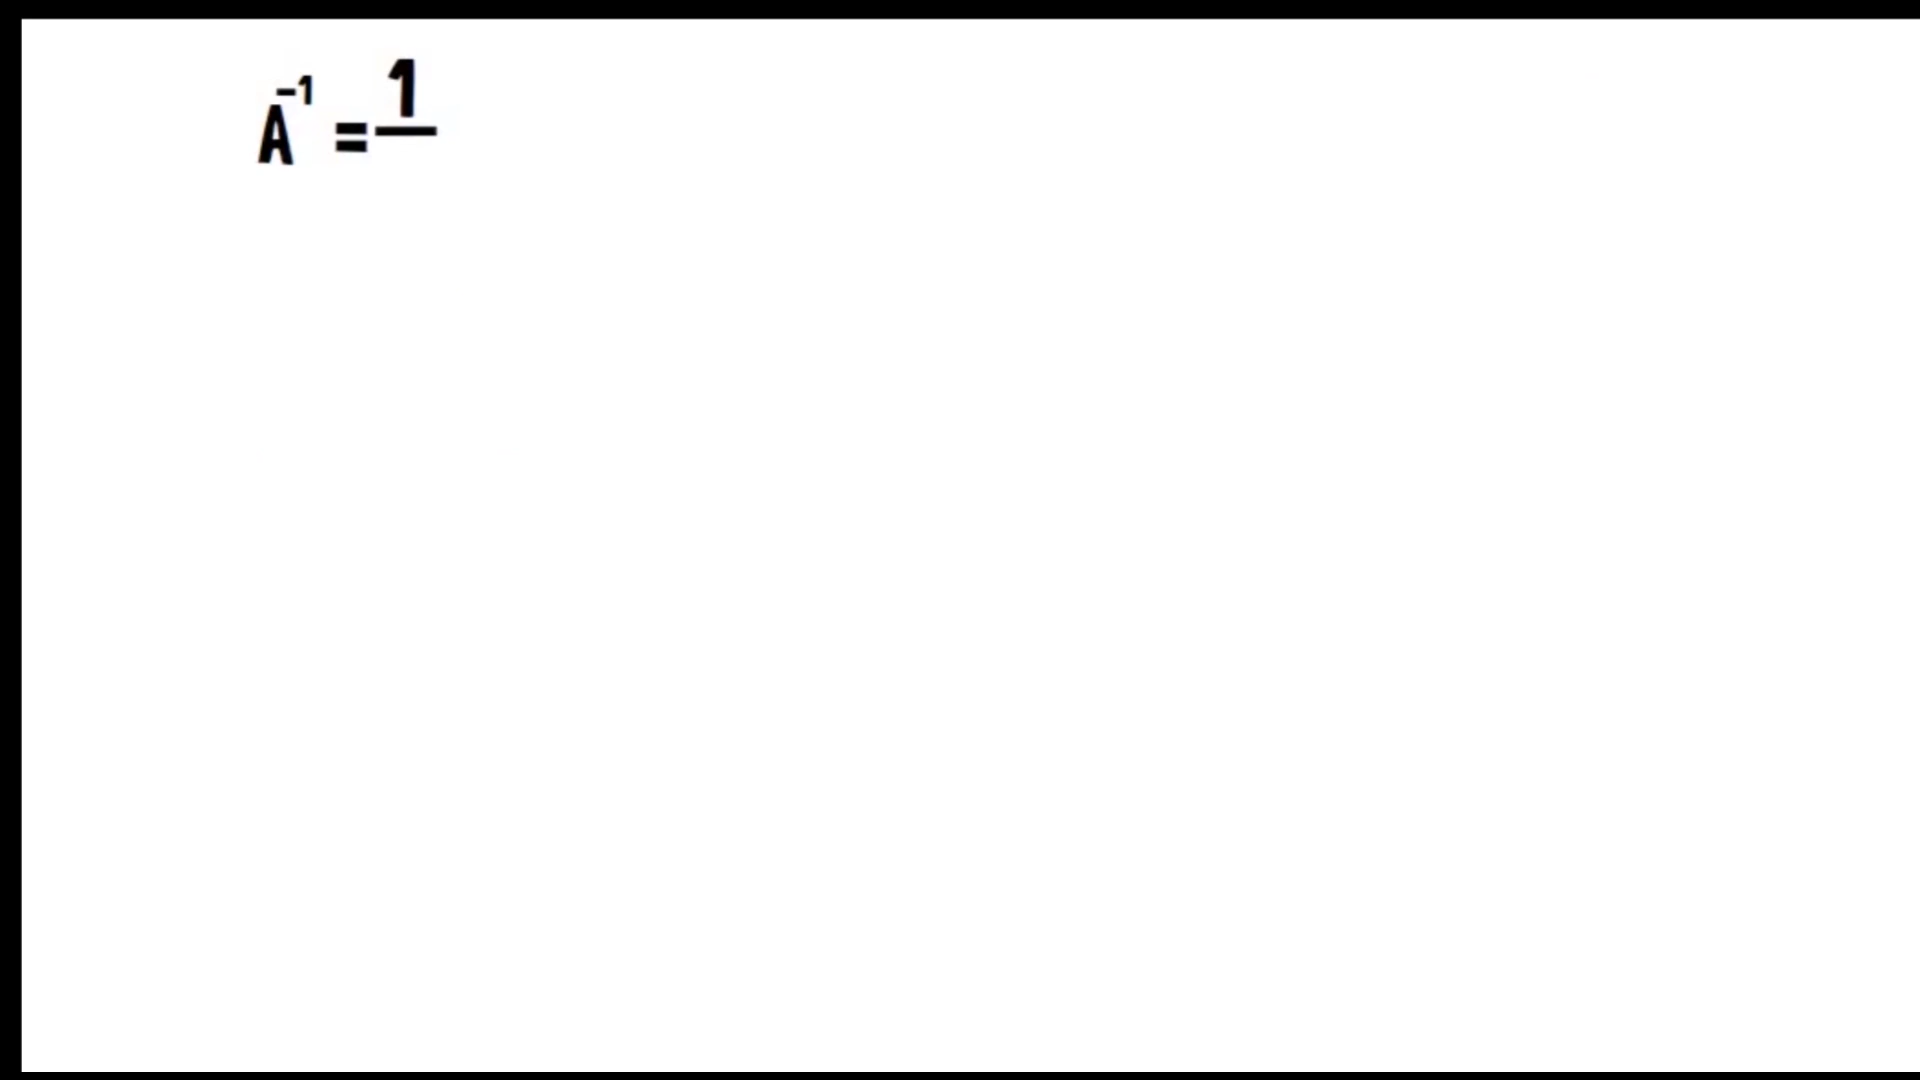 A⁻¹ = 1/